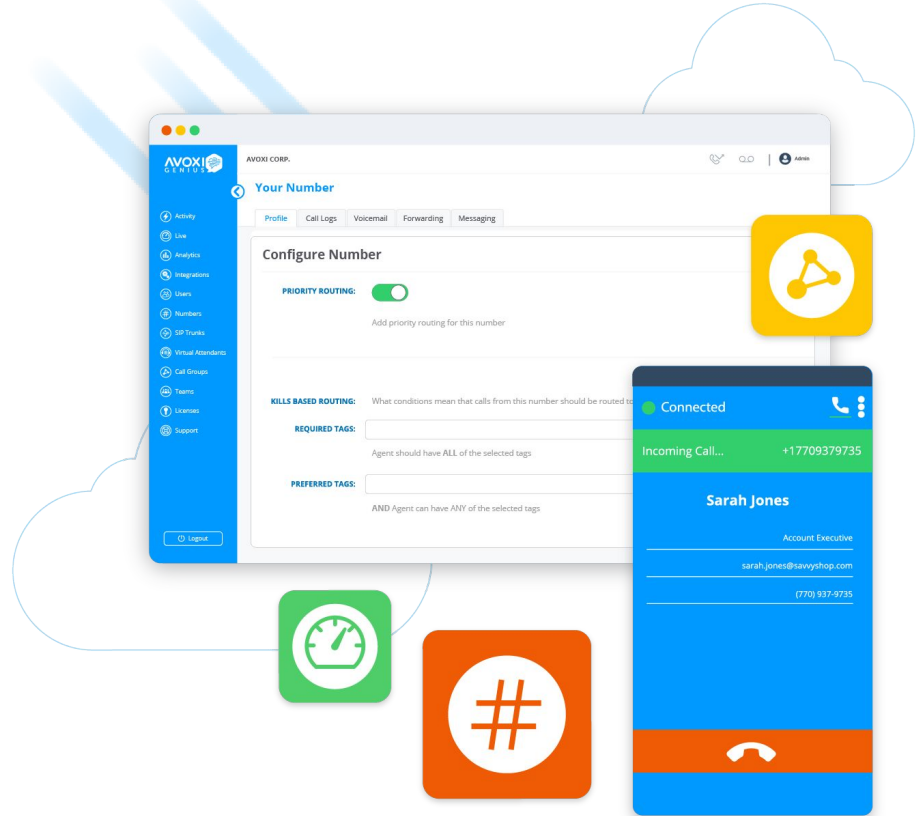 AVOXI
GENIUS
AVOXI CORP.
Admin
Your Number
Profile Call Logs Voicemail Forwarding Messaging
Activity
Live
Analytics
Integrations
Users
Numbers
SIP Trunks
Virtual Attendants
Call Groups
Teams
Licenses
Support
Logout
Configure Number
PRIORITY ROUTING:
Add priority routing for this number
KILLS BASED ROUTING: What conditions mean that calls from this number should be routed to
REQUIRED TAGS:
Agent should have ALL of the selected tags
PREFERRED TAGS:
AND Agent can have ANY of the selected tags
Connected
Incoming Call... +17709379735
Sarah Jones
Account Executive
sarah.jones@savvyshop.com
(770) 937-9735
#